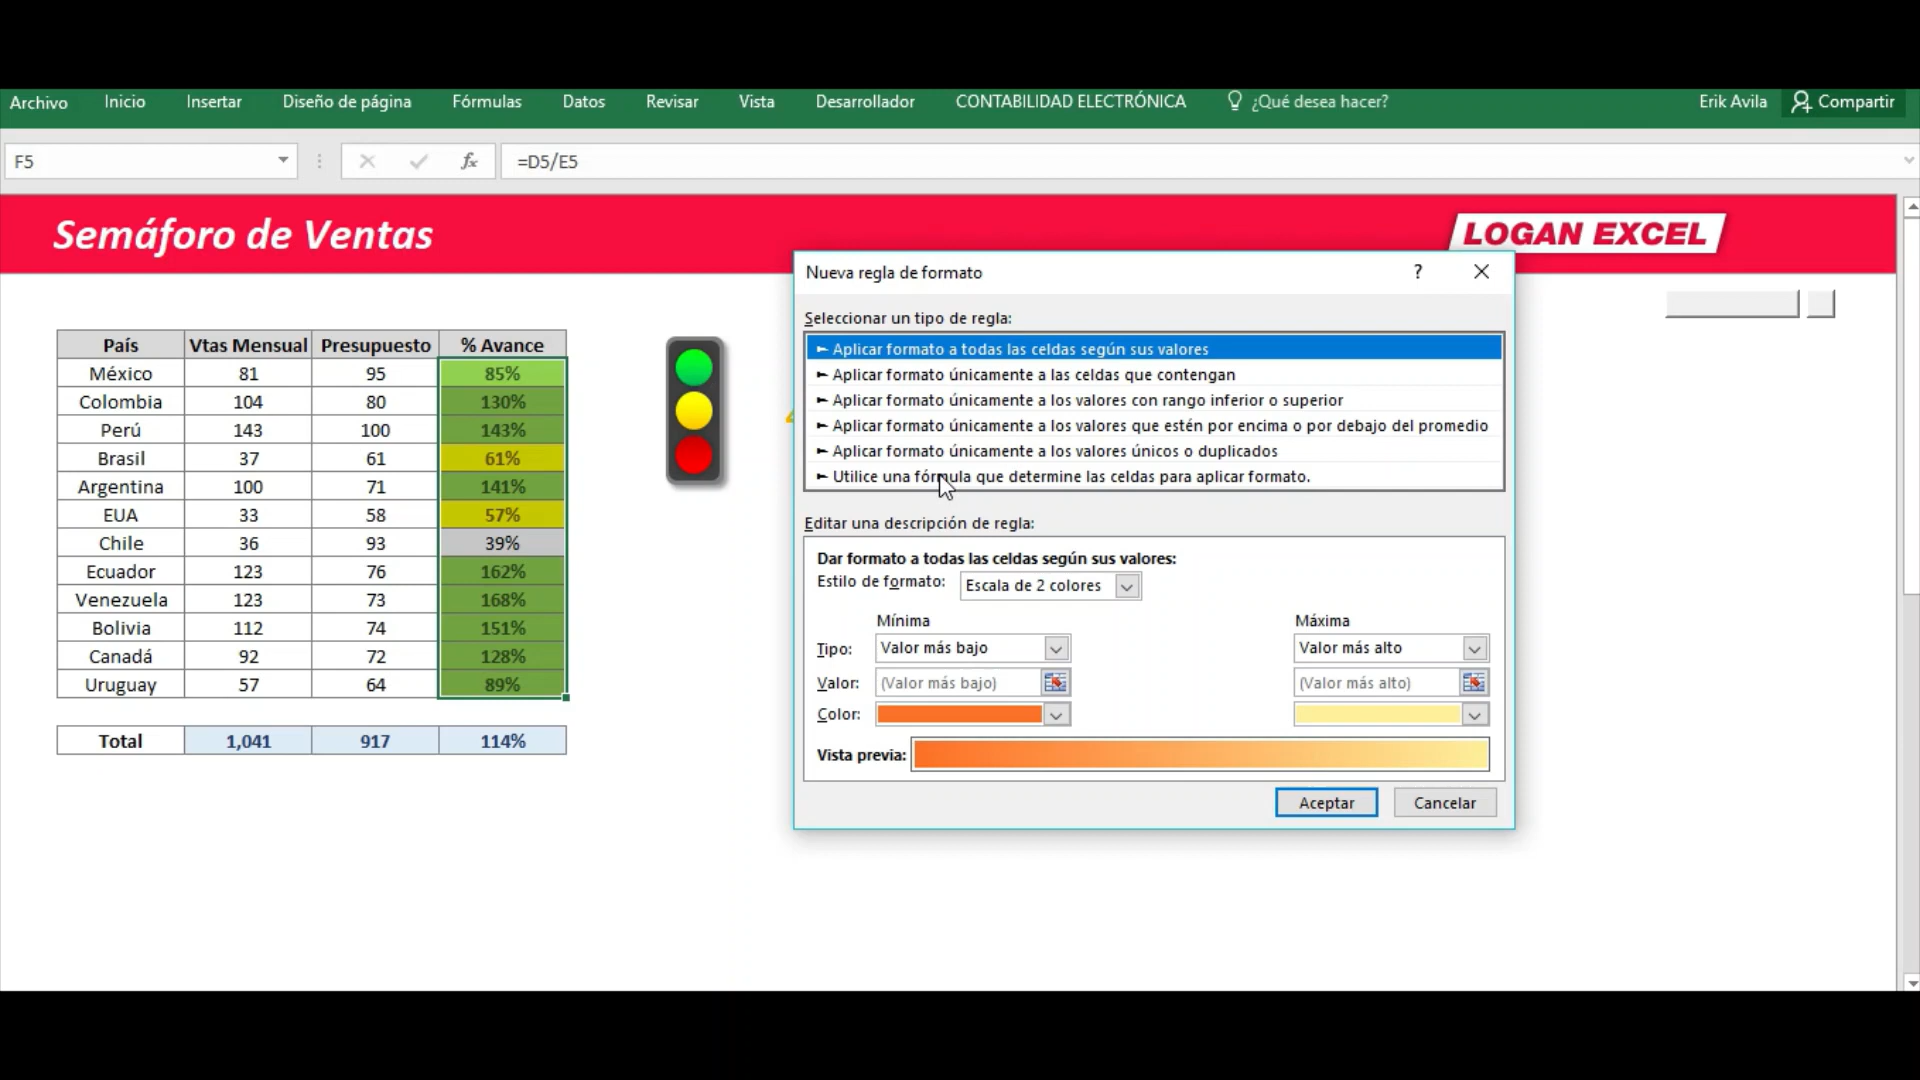 Archivo Inicio Insertar Diseño de página Fórmulas Datos Revisar Vista Desarrollador CONTABILIDAD ELECTRÓNICA ¿Qué desea hacer? Erik Avila Compartir
F5 fx =D5/E5
Semáforo de Ventas
LOGAN EXCEL
País Vtas Mensual Presupuesto % Avance
México 81 95 85%
Colombia 104 80 130%
Perú 143 100 143%
Brasil 37 61 61%
Argentina 100 71 141%
EUA 33 58 57%
Chile 36 93 39%
Ecuador 123 76 162%
Venezuela 123 73 168%
Bolivia 112 74 151%
Canadá 92 72 128%
Uruguay 57 64 89%
Total 1,041 917 114%
Nueva regla de formato ?
Seleccionar un tipo de regla:
► Aplicar formato a todas las celdas según sus valores
► Aplicar formato únicamente a las celdas que contengan
► Aplicar formato únicamente a los valores con rango inferior o superior
► Aplicar formato únicamente a los valores que estén por encima o por debajo del promedio
► Aplicar formato únicamente a los valores únicos o duplicados
► Utilice una fórmula que determine las celdas para aplicar formato.
Editar una descripción de regla:
Dar formato a todas las celdas según sus valores:
Estilo de formato: Escala de 2 colores
Mínima Máxima
Tipo: Valor más bajo Valor más alto
Valor: (Valor más bajo) (Valor más alto)
Color:
Vista previa:
Aceptar Cancelar